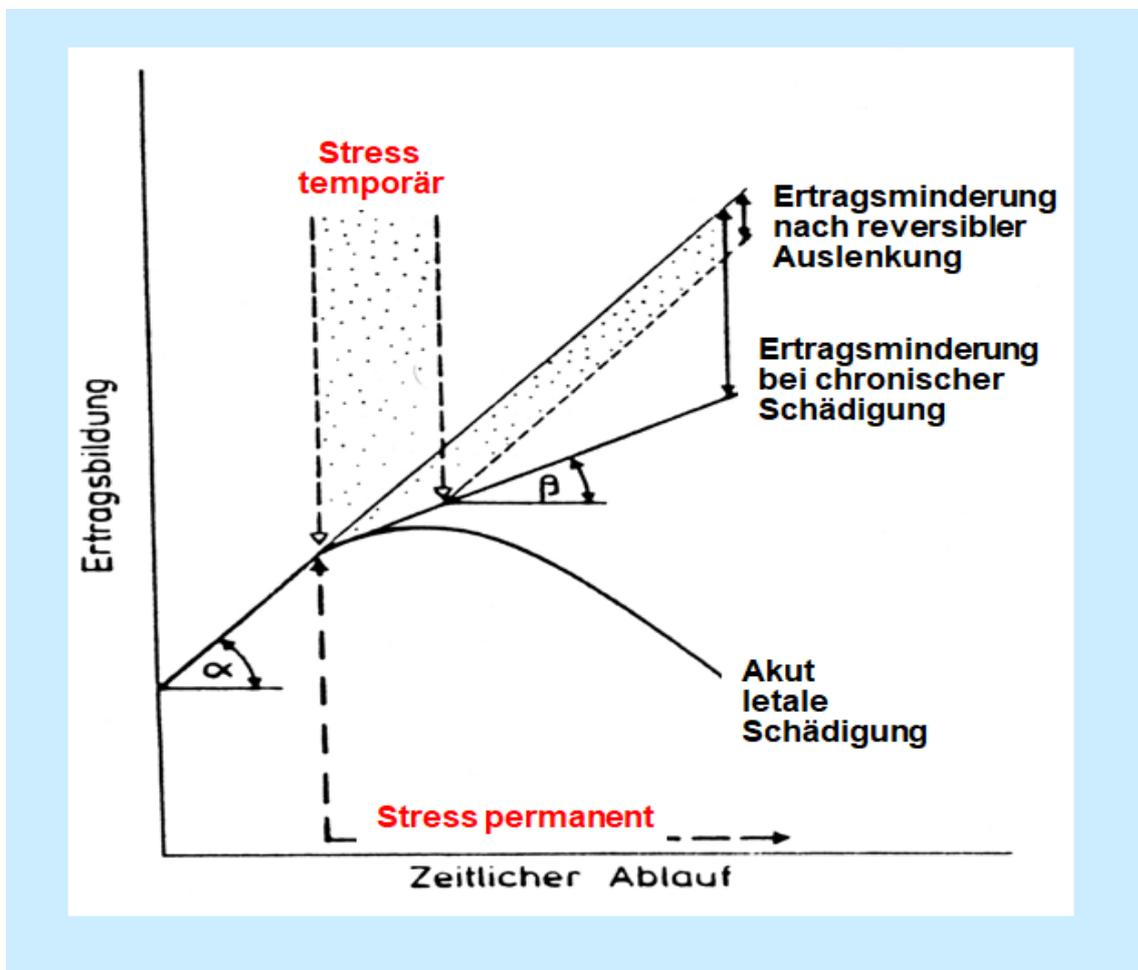 Stress
temporär
Ertragsminderung
nach reversibler
Auslenkung
Ertragsminderung
bei chronischer
Schädigung
Ertragsbildung
β
α
Akut
letale
Schädigung
Stress permanent
Zeitlicher Ablauf